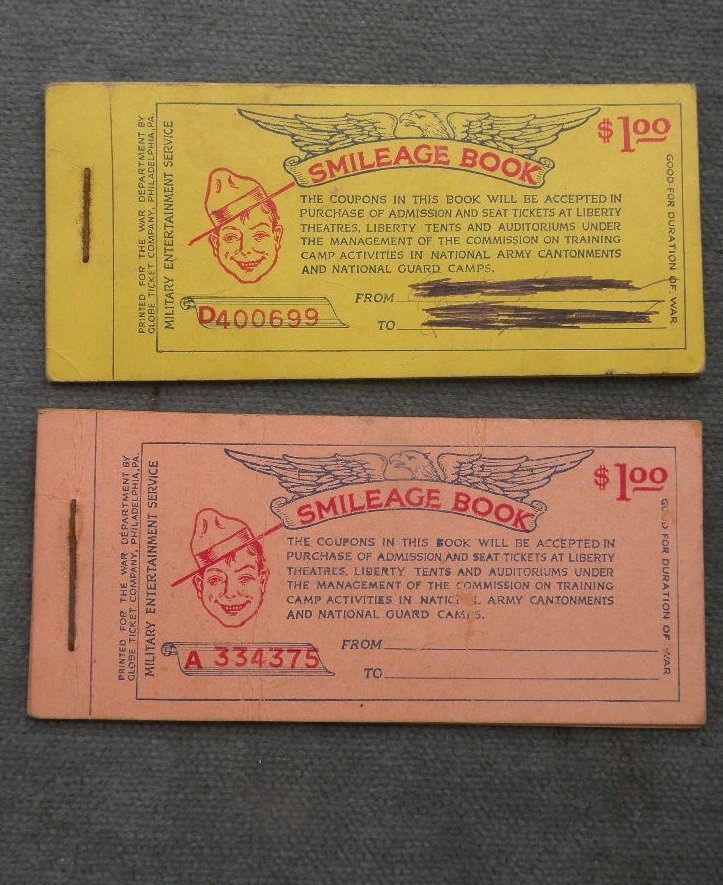 PRINTED FOR THE WAR DEPARTMENT BY
GLOBE TICKET COMPANY, PHILADELPHIA, PA.
MILITARY ENTERTAINMENT SERVICE
SMILEAGE BOOK
$1.00
THE COUPONS IN THIS BOOK WILL BE ACCEPTED IN
PURCHASE OF ADMISSION AND SEAT TICKETS AT LIBERTY
THEATRES, LIBERTY TENTS AND AUDITORIUMS UNDER
THE MANAGEMENT OF THE COMMISSION ON TRAINING
CAMP ACTIVITIES IN NATIONAL ARMY CANTONMENTS
AND NATIONAL GUARD CAMPS.
FROM
TO
D400699
GOOD FOR DURATION OF WAR
PRINTED FOR THE WAR DEPARTMENT BY
GLOBE TICKET COMPANY, PHILADELPHIA, PA.
MILITARY ENTERTAINMENT SERVICE
SMILEAGE BOOK
$1.00
THE COUPONS IN THIS BOOK WILL BE ACCEPTED IN
PURCHASE OF ADMISSION AND SEAT TICKETS AT LIBERTY
THEATRES, LIBERTY TENTS AND AUDITORIUMS UNDER
THE MANAGEMENT OF THE COMMISSION ON TRAINING
CAMP ACTIVITIES IN NATIONAL ARMY CANTONMENTS
AND NATIONAL GUARD CAMPS.
FROM
TO
A 334375
GOOD FOR DURATION OF WAR